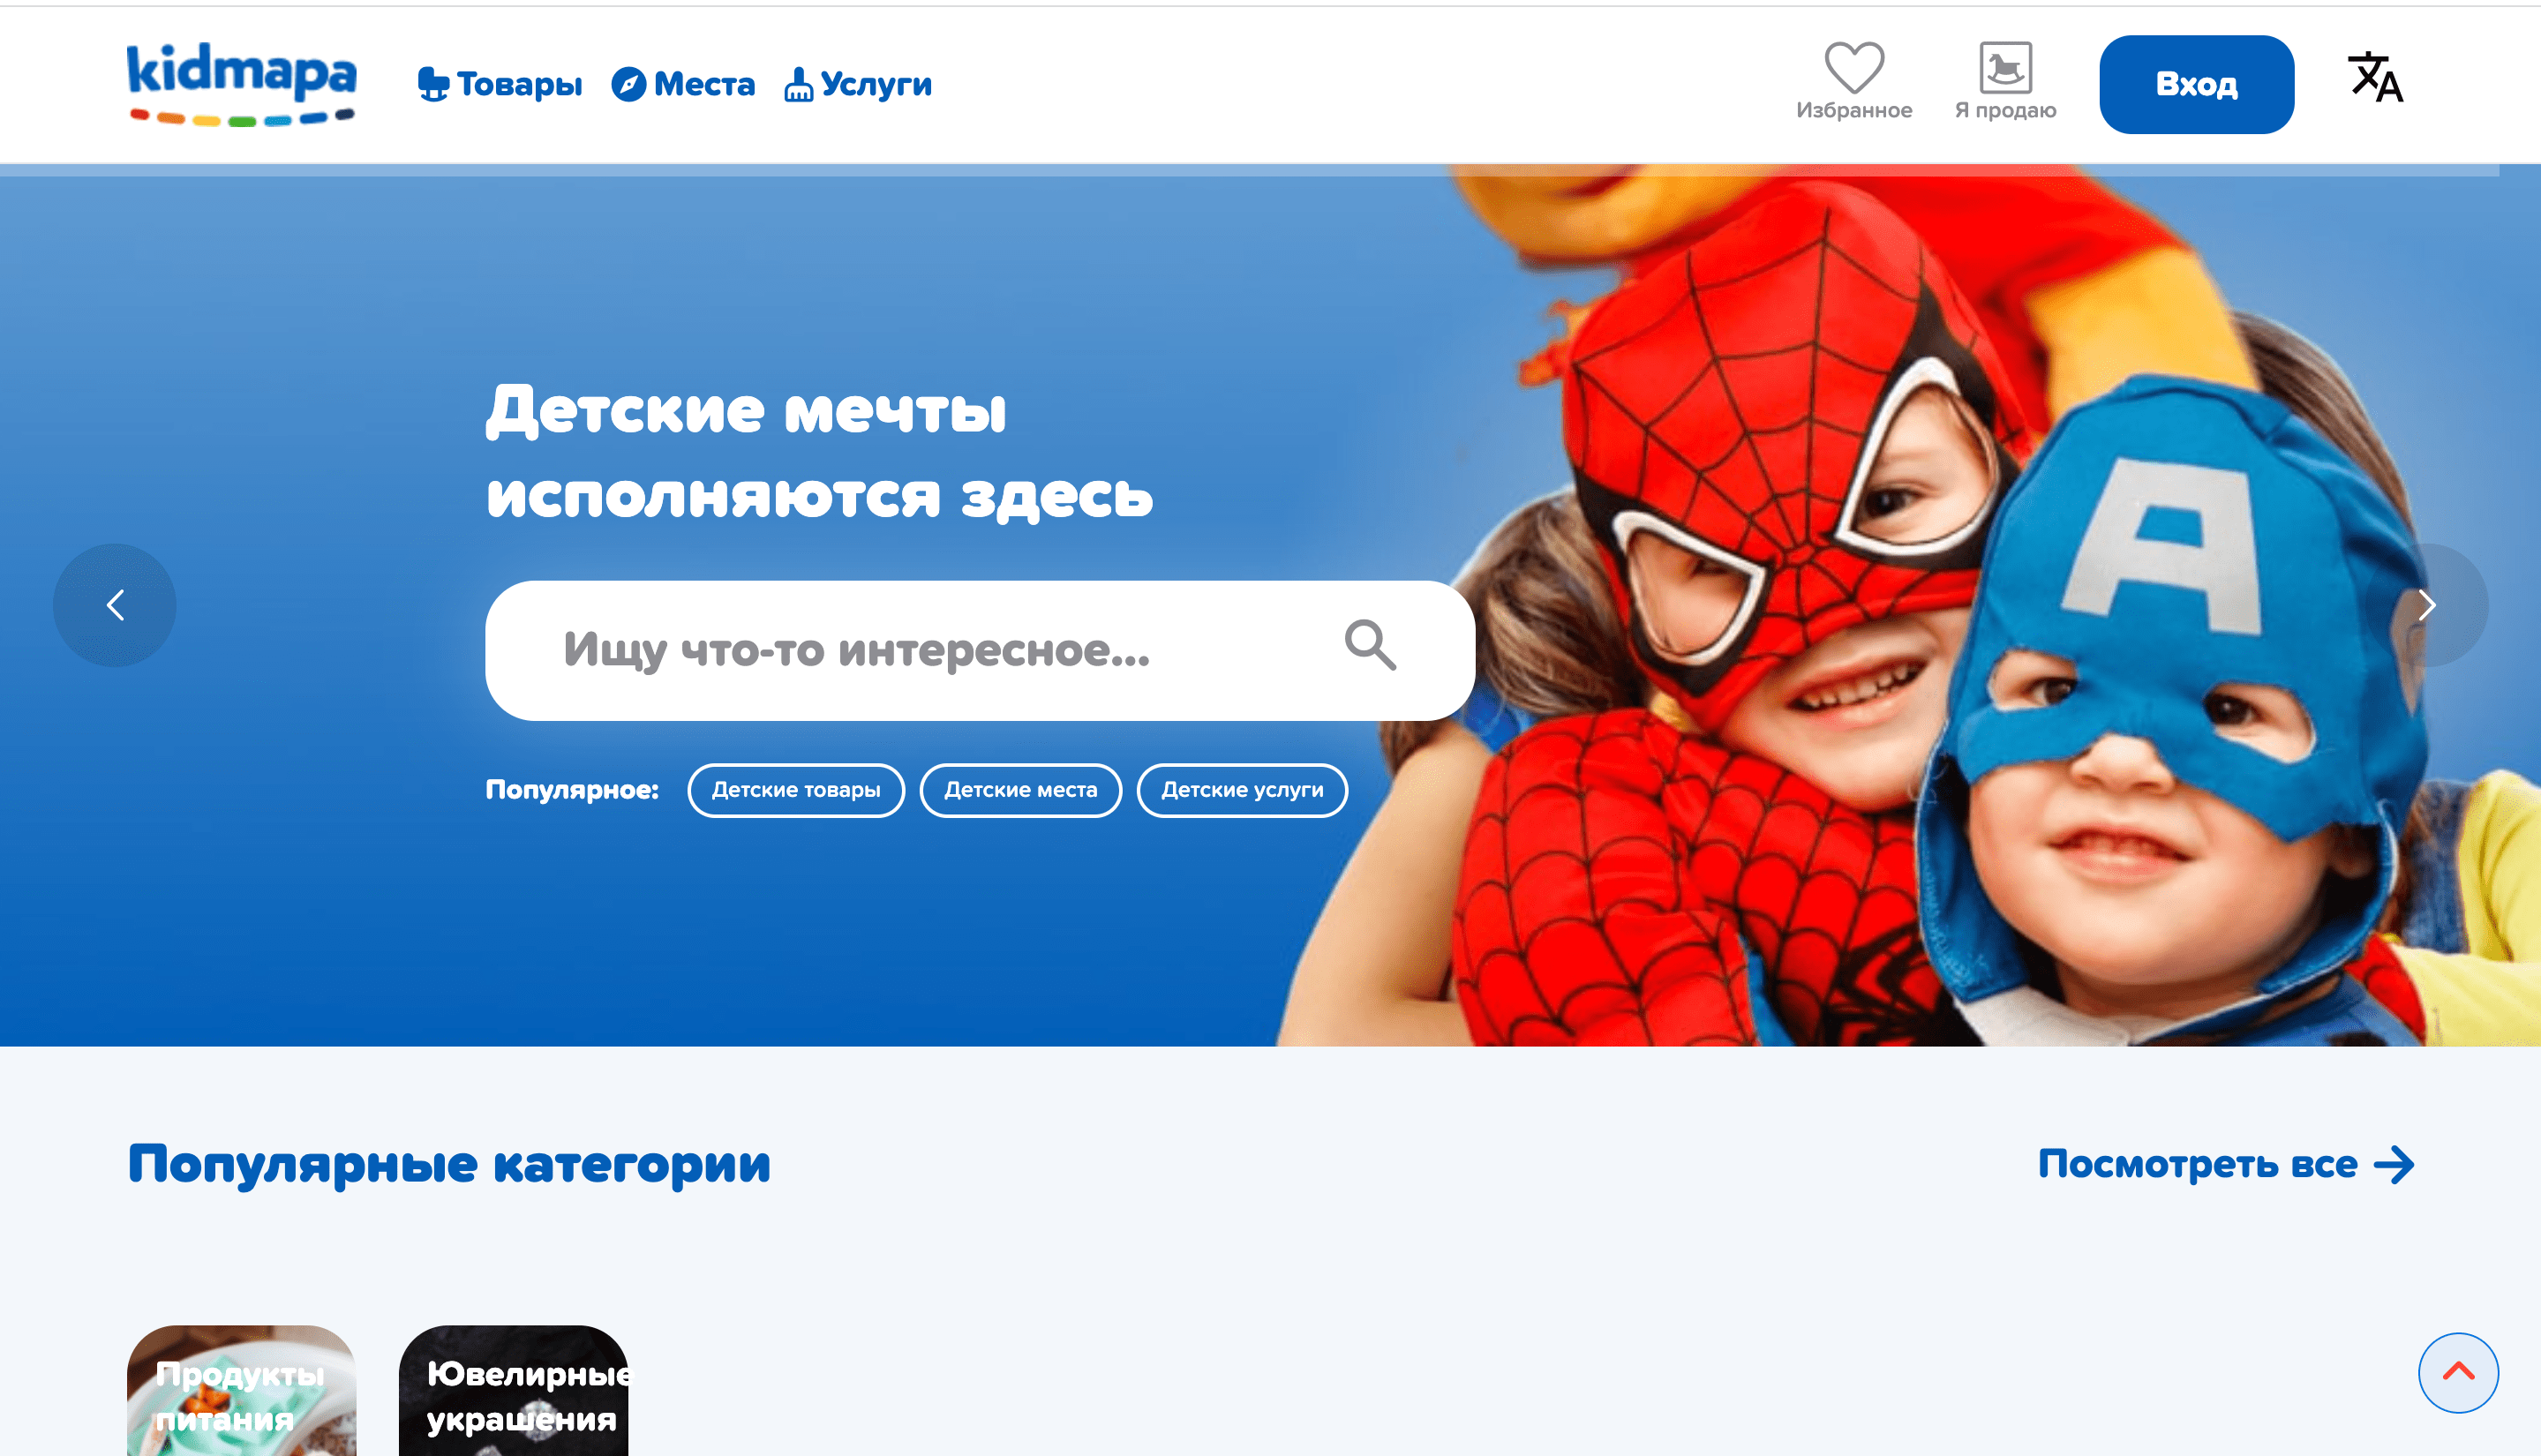 kidmapa
Товары
Места
Услуги
Избранное
Я продаю
Вход
Детские мечты
исполняются здесь
Ищу что-то интересное...
Популярное:
Детские товары
Детские места
Детские услуги
A
Популярные категории
Посмотреть все
Продукты
питания
Ювелирные
украшения